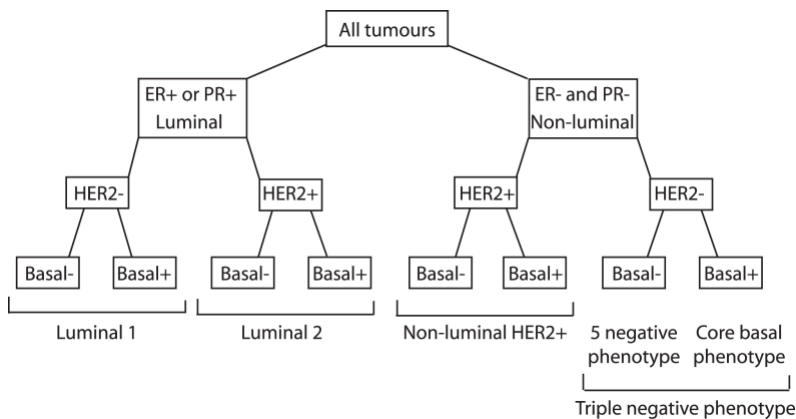 All tumours
ER+ or PR+
Luminal
ER- and PR-
Non-luminal
HER2-
HER2+
HER2+
HER2-
Basal-
Basal+
Basal-
Basal+
Basal-
Basal+
Basal-
Basal+
Luminal 1
Luminal 2
Non-luminal HER2+
5 negative
phenotype
Core basal
phenotype
Triple negative phenotype